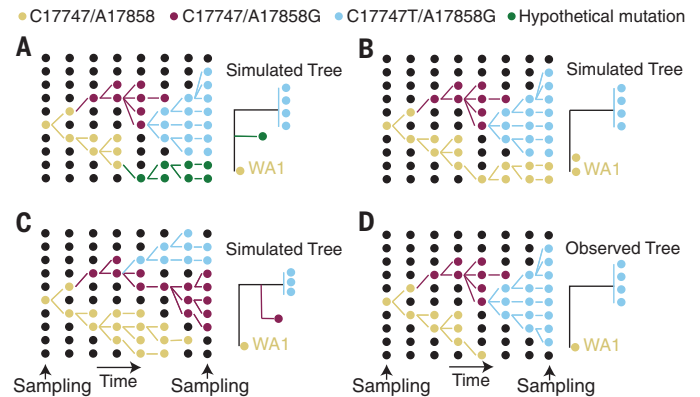 C17747/A17858 C17747/A17858G C17747T/A17858G Hypothetical mutation
A
Simulated Tree
WA1
B
Simulated Tree
WA1
C
Simulated Tree
WA1
Sampling Time Sampling
D
Observed Tree
WA1
Sampling Time Sampling